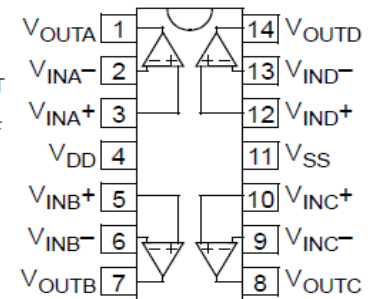 VOUTA 1 14 VOUTD
VINA– 2 13 VIND–
VINA+ 3 12 VIND+
VDD 4 11 VSS
VINB+ 5 10 VINC+
VINB– 6 9 VINC–
VOUTB 7 8 VOUTC
- + - +
- + + -